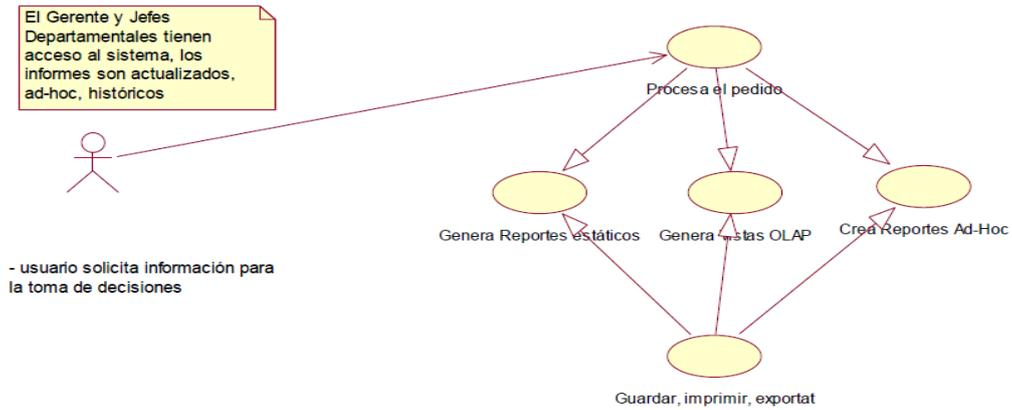 El Gerente y Jefes
Departamentales tienen
acceso al sistema, los
informes son actualizados,
ad-hoc, históricos
Procesa el pedido
Genera Reportes estáticos
Genera vistas OLAP
Crea Reportes Ad-Hoc
- usuario solicita información para
la toma de decisiones
Guardar, imprimir, exportat